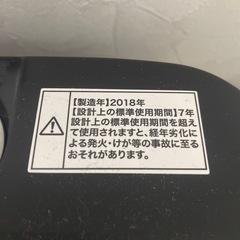 【製造年】2018年
【設計上の標準使用期間】7年
設計上の標準使用期間を超え
て使用されますと、経年劣化に
よる発火・けが等の事故に至る
おそれがあります。